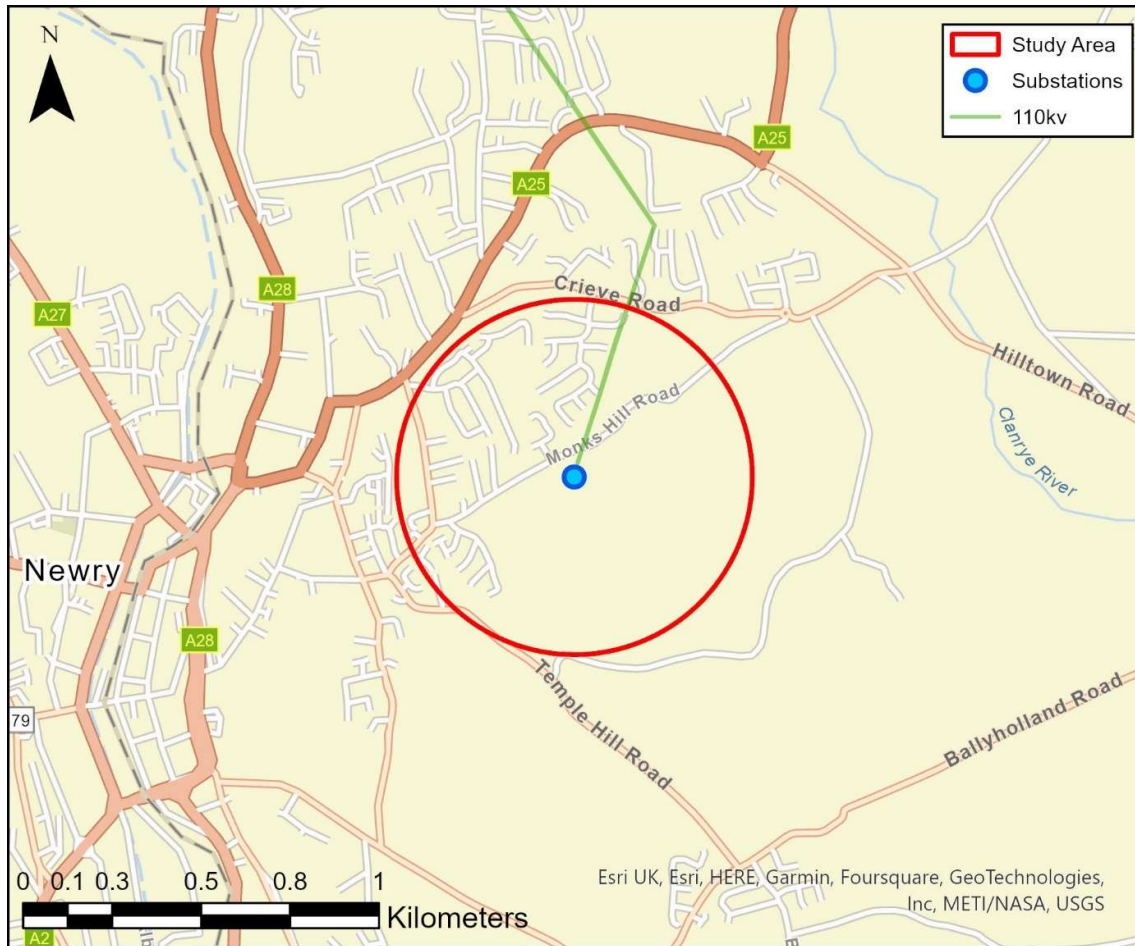 N
Study Area
Substations
110kv
A25
A25
A28
A27
Crieve Road
Hilltown Road
Monks Hill Road
Clanrye River
Newry
A28
79
Temple Hill Road
Ballyholland Road
0 0.1 0.3 0.5 0.8 1
Kilometers
A2
Esri UK, Esri, HERE, Garmin, Foursquare, GeoTechnologies,
Inc, METI/NASA, USGS